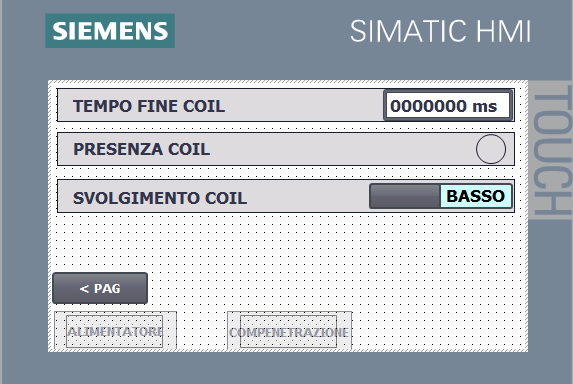 SIEMENS
SIMATIC HMI
TOUCH
TEMPO FINE COIL 0000000 ms
PRESENZA COIL
SVOLGIMENTO COIL BASSO
< PAG
ALIMENTATORE COMPENETRAZIONE